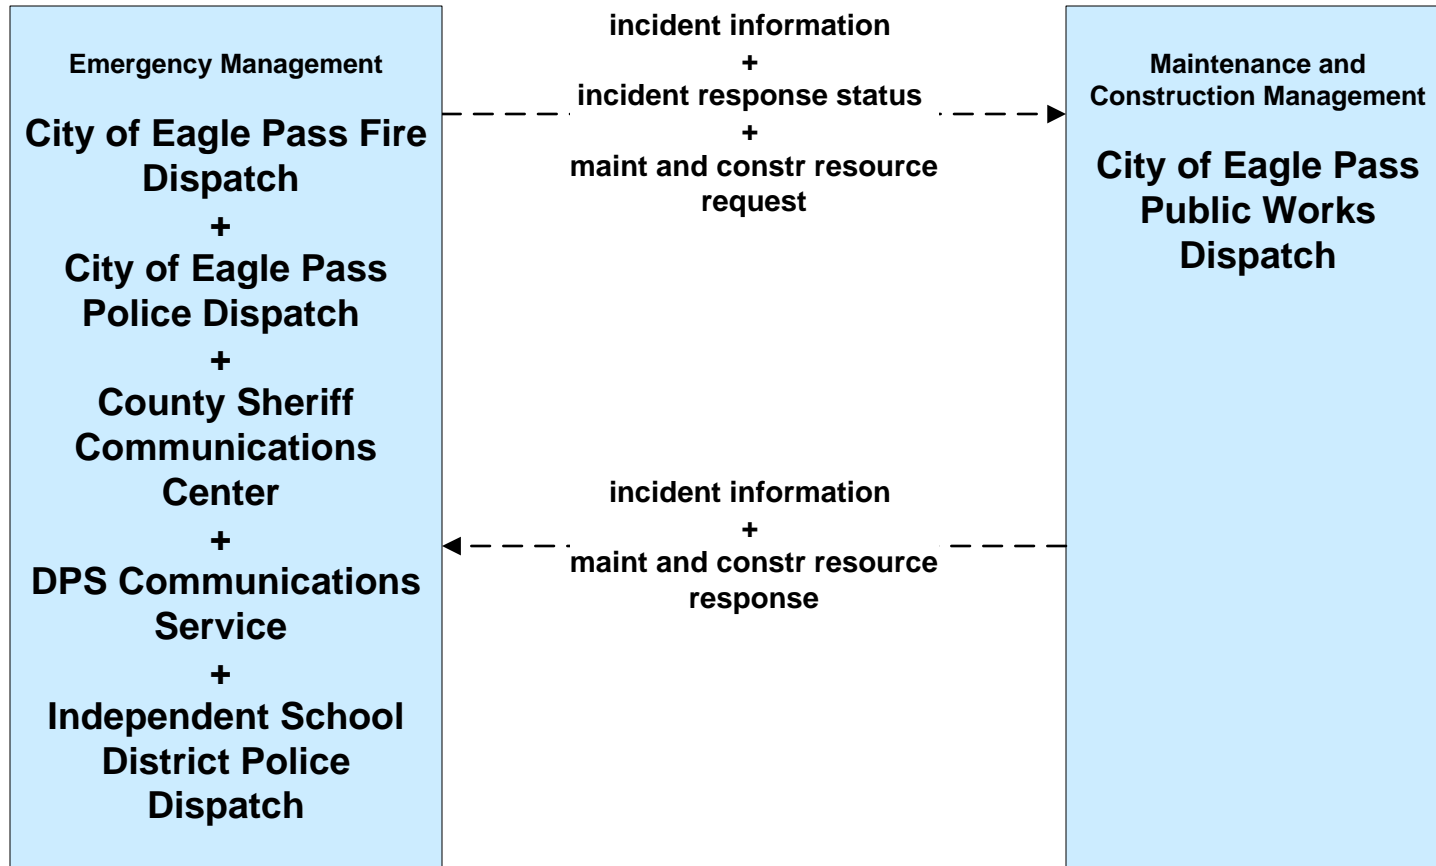 Emergency Management
City of Eagle Pass Fire
Dispatch
+
City of Eagle Pass
Police Dispatch
+
County Sheriff
Communications
Center
+
DPS Communications
Service
+
Independent School
District Police
Dispatch
incident information
+
incident response status
+
maint and constr resource
request
incident information
+
maint and constr resource
response
Maintenance and
Construction Management
City of Eagle Pass
Public Works
Dispatch